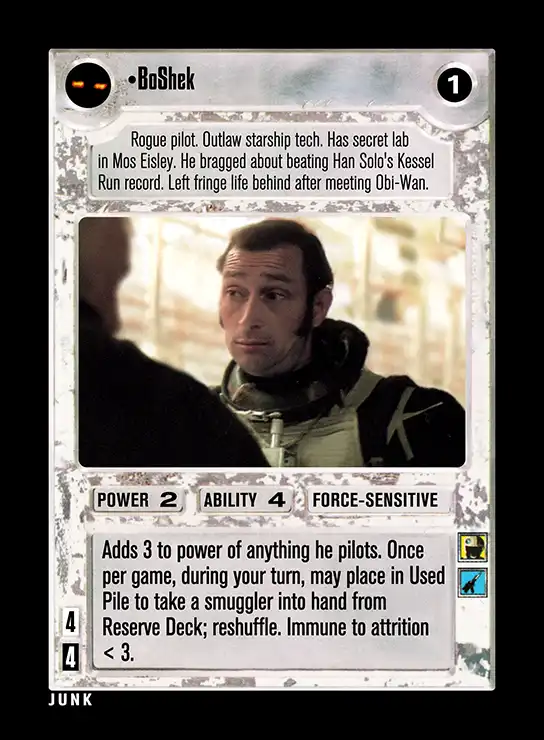 •BoShek
1
Rogue pilot. Outlaw starship tech. Has secret lab
in Mos Eisley. He bragged about beating Han Solo's Kessel
Run record. Left fringe life behind after meeting Obi-Wan.
POWER 2 ABILITY 4 FORCE-SENSITIVE
Adds 3 to power of anything he pilots. Once
per game, during your turn, may place in Used
Pile to take a smuggler into hand from
Reserve Deck; reshuffle. Immune to attrition
< 3.
4
4
JUNK